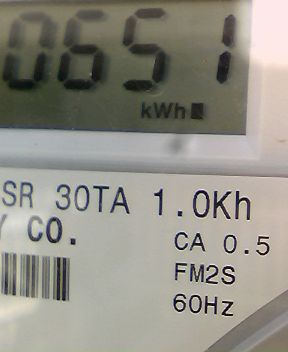 0651
kWh
SR 30TA 1.0Kh
Y CO.
CA 0.5
FM2S
60Hz